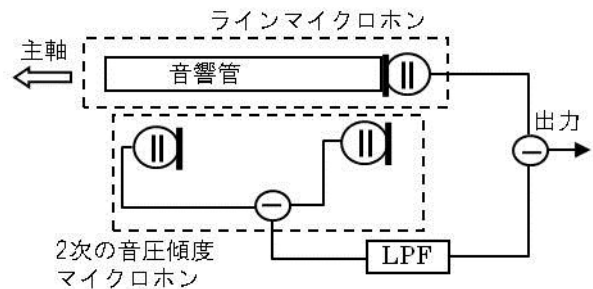 ラインマイクロホン
主軸
音響管
出力
2次の音圧傾度
マイクロホン
LPF